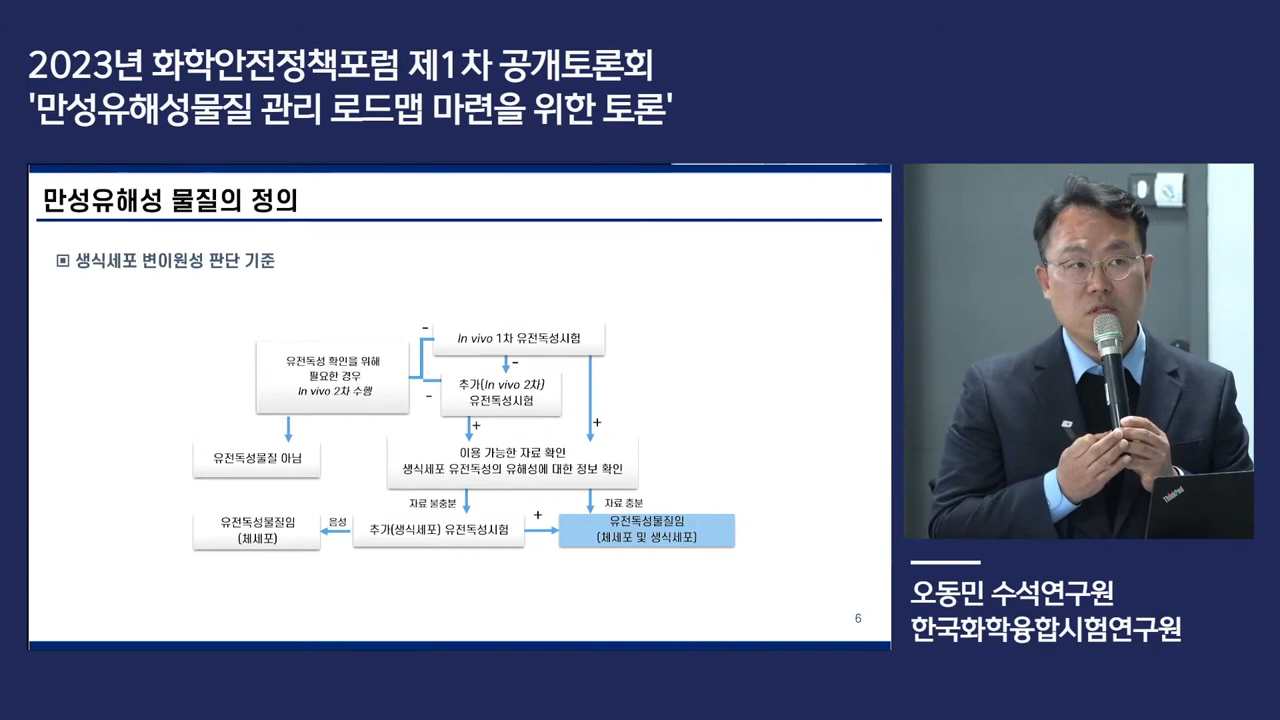 2023년 화학안전정책포럼 제1차 공개토론회
'만성유해성물질 관리 로드맵 마련을 위한 토론'
만성유해성 물질의 정의
▣ 생식세포 변이원성 판단 기준
-
In vivo 1차 유전독성시험
유전독성 확인을 위해
필요한 경우
In vivo 2차 수행
-
추가(In vivo 2차)
유전독성시험
-
+
+
유전독성물질 아님
이용 가능한 자료 확인
생식세포 유전독성의 유해성에 대한 정보 확인
자료 불충분
자료 충분
유전독성물질임
(체세포)
음성
추가(생식세포) 유전독성시험
+
유전독성물질임
(체세포 및 생식세포)
6
ThinkPad
오동민 수석연구원
한국화학융합시험연구원